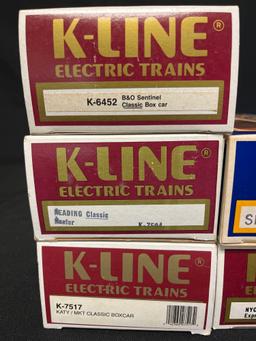 K-LINE®
ELECTRIC TRAINS
K-6452 B&O Sentinel
Classic Box car
K-LINE®
ELECTRIC TRAINS
READING Classic
K-LINE®
ELECTRIC TRAINS
K-7517
KATY / MKT CLASSIC BOXCAR
NYC